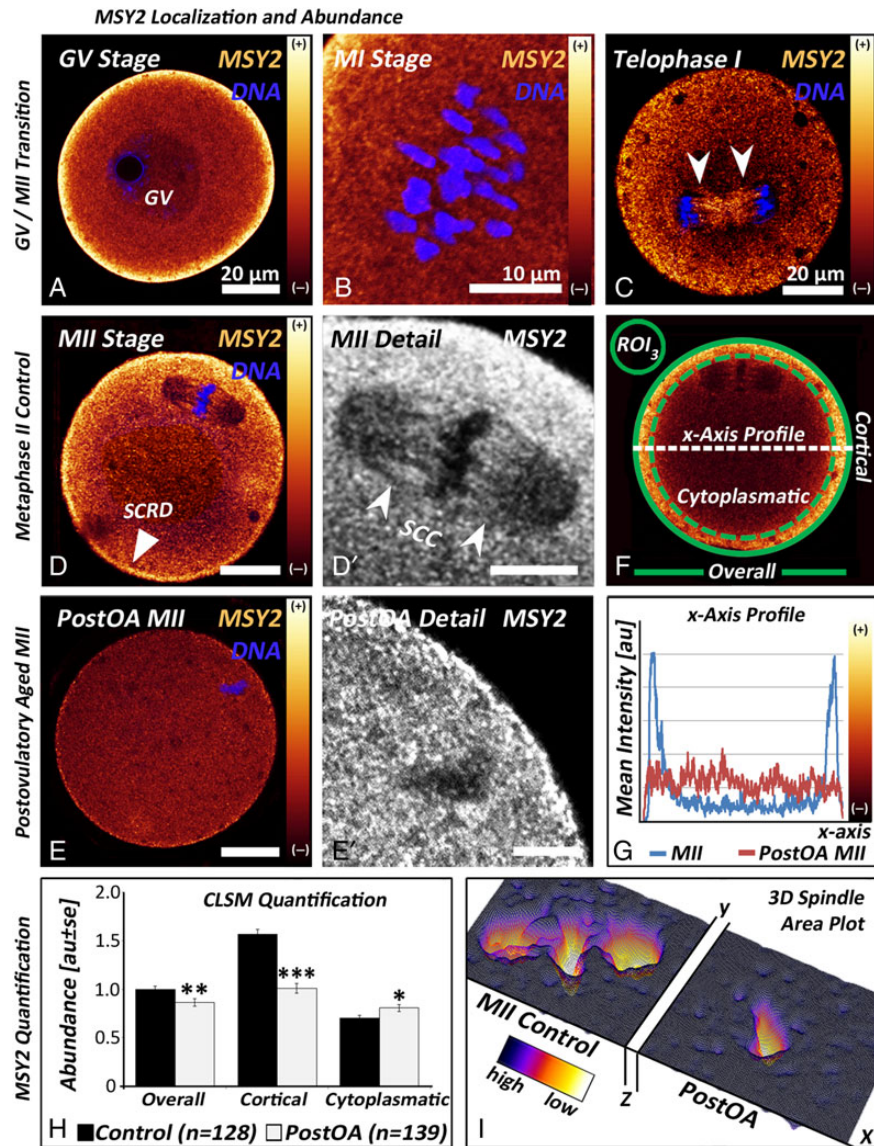 MSY2 Localization and Abundance
GV / MII Transition
GV Stage MSY2
DNA
GV
20 µm
A
(+)
(−)
MI Stage MSY2
DNA
10 µm
B
(+)
(−)
Telophase I MSY2
DNA
20 µm
C
(+)
(−)
Metaphase II Control
MII Stage MSY2
DNA
SCRD
D
(+)
(−)
MII Detail MSY2
SCC
D′
ROI3
x-Axis Profile
Cytoplasmatic
Cortical
Overall
F
Postovulatory Aged MII
PostOA MII MSY2
DNA
E
(+)
(−)
PostOA Detail MSY2
E′
x-Axis Profile
Mean Intensity [au]
(+)
(−)
x-axis
G
MII PostOA MII
MSY2 Quantification
CLSM Quantification
Abundance [au±se]
2.0
1.5
1.0
0.5
0
** *** *
Overall Cortical Cytoplasmatic
H
Control (n=128) PostOA (n=139)
3D Spindle
Area Plot
y
MII Control
high low
Z
PostOA
X
I